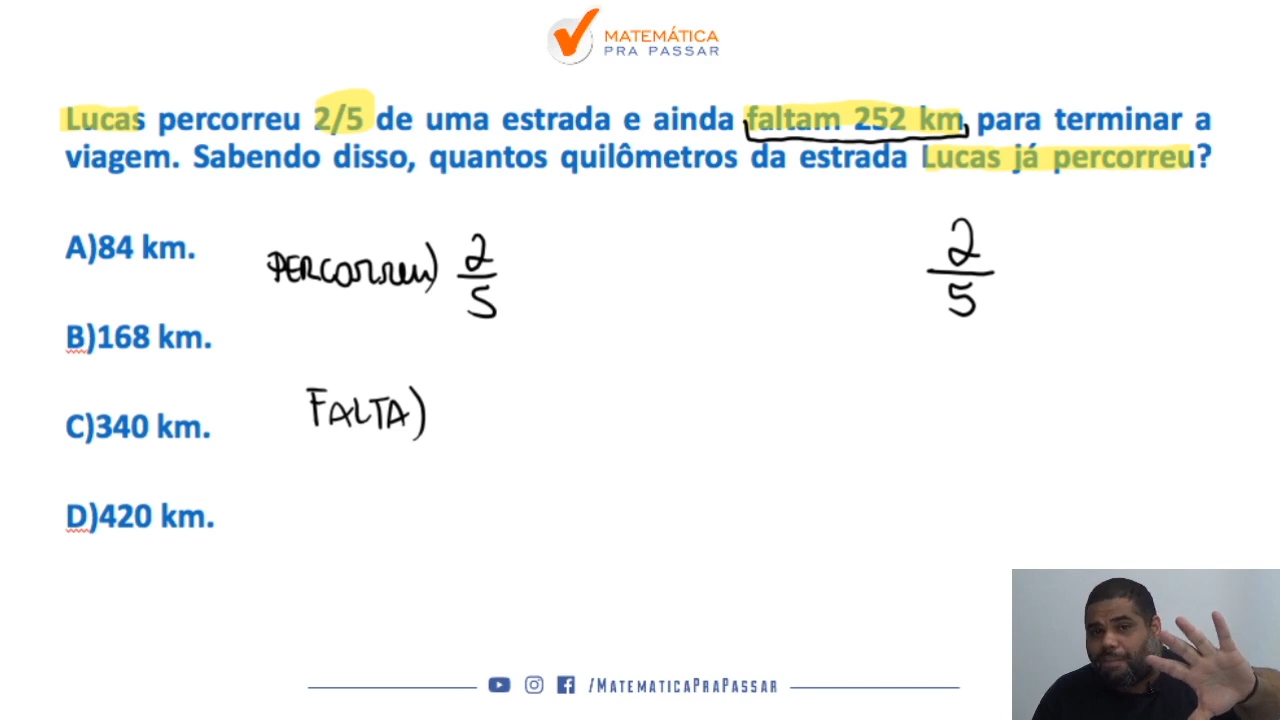 MATEMÁTICA
PRA PASSAR
Lucas percorreu 2/5 de uma estrada e ainda faltam 252 km, para terminar a
viagem. Sabendo disso, quantos quilômetros da estrada Lucas já percorreu?
A)84 km.
PERCORREU) 2/5
2/5
B)168 km.
FALTA)
C)340 km.
D)420 km.
/MATEMATICAPRAPASSAR